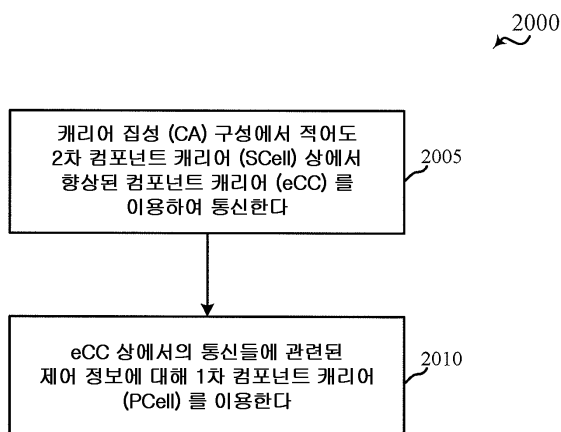 2000
캐리어 집성 (CA) 구성에서 적어도
2차 컴포넌트 캐리어 (SCell) 상에서
향상된 컴포넌트 캐리어 (eCC) 를
이용하여 통신한다
2005
eCC 상에서의 통신들에 관련된
제어 정보에 대해 1차 컴포넌트 캐리어
(PCell) 를 이용한다
2010